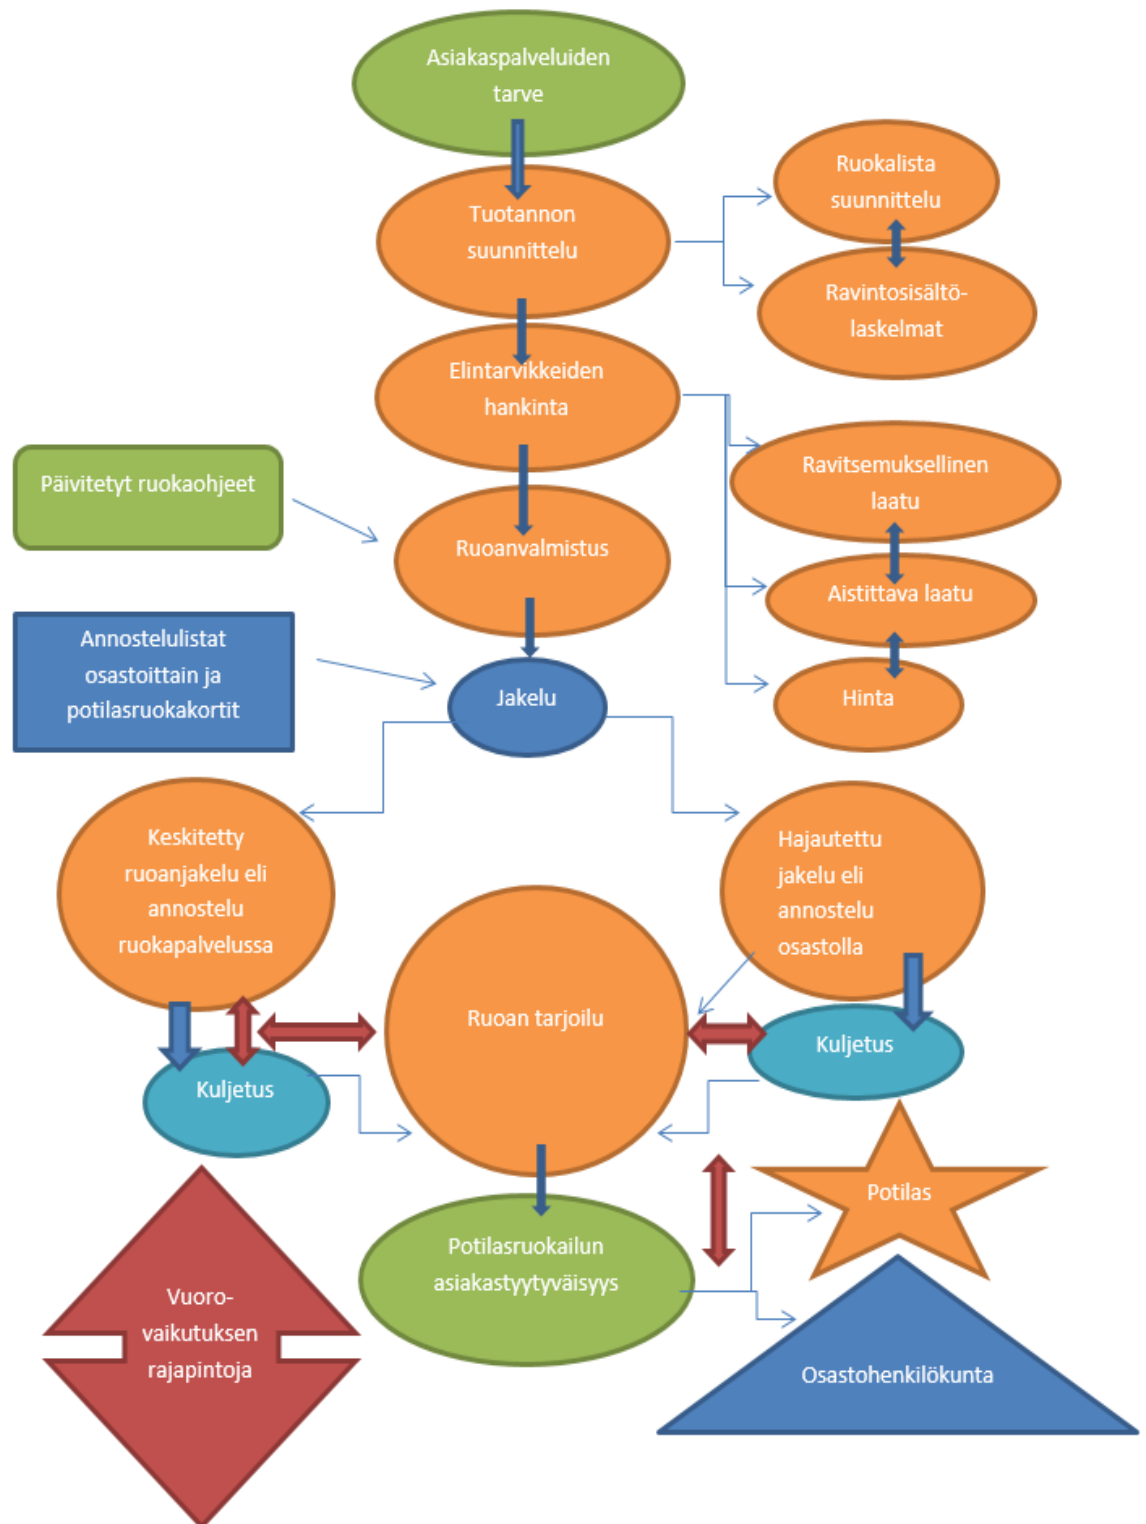 Asiakaspalveluiden
tarve
Tuotannon
suunnittelu
Ruokalista
suunnittelu
Ravintosisältö-
laskelmat
Elintarvikkeiden
hankinta
Ravitsemuksellinen
laatu
Päivitetyt ruokaohjeet
Ruoanvalmistus
Aistittava laatu
Annostelulistat
osastoittain ja
potilasruokakortit
Jakelu
Hinta
Keskitetty
ruoanjakelu eli
annostelu
ruokapalvelussa
Hajautettu
jakelu eli
annostelu
osastolla
Ruoan tarjoilu
Kuljetus
Kuljetus
Potilas
Potilasruokailun
asiakastyytyväisyys
Vuoro-
vaikutuksen
rajapintoja
Osastohenkilökunta